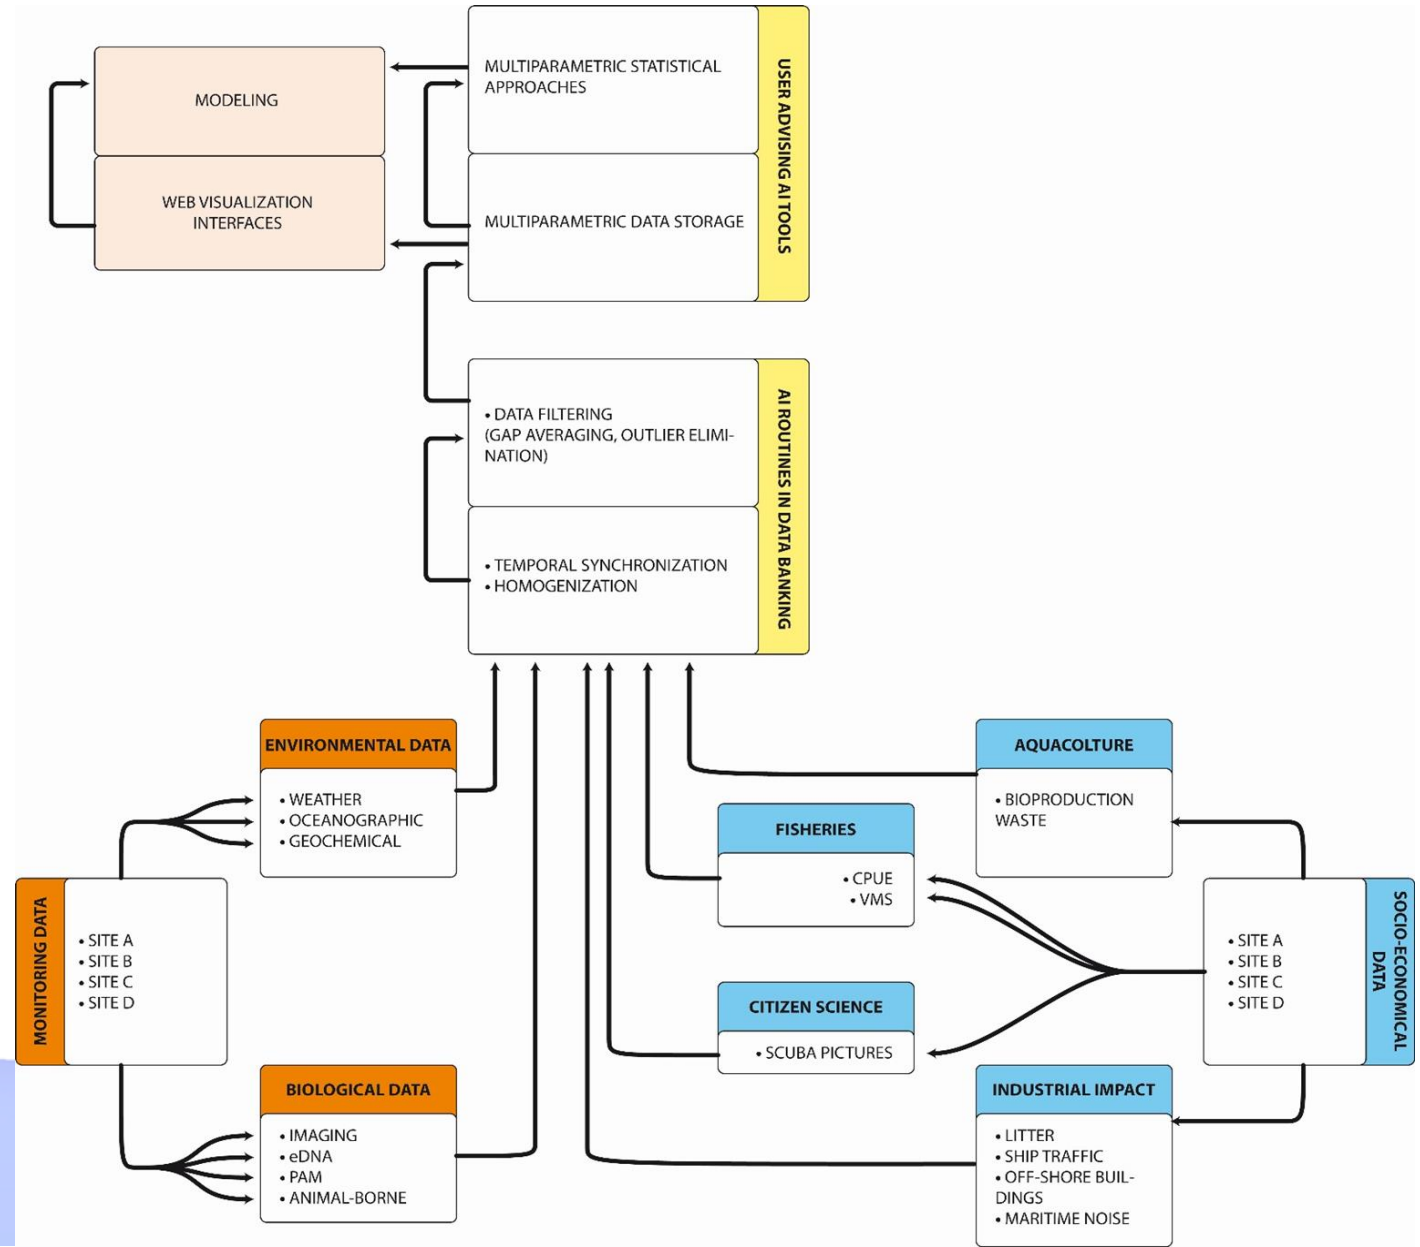 MODELING
WEB VISUALIZATION
INTERFACES
MULTIPARAMETRIC STATISTICAL
APPROACHES
MULTIPARAMETRIC DATA STORAGE
USER ADVISING AI TOOLS
• DATA FILTERING
(GAP AVERAGING, OUTLIER ELIMI-
NATION)
• TEMPORAL SYNCHRONIZATION
• HOMOGENIZATION
AI ROUTINES IN DATA BANKING
ENVIRONMENTAL DATA
• WEATHER
• OCEANOGRAPHIC
• GEOCHEMICAL
MONITORING DATA
• SITE A
• SITE B
• SITE C
• SITE D
BIOLOGICAL DATA
• IMAGING
• eDNA
• PAM
• ANIMAL-BORNE
AQUACOLTURE
• BIOPRODUCTION
WASTE
FISHERIES
• CPUE
• VMS
CITIZEN SCIENCE
• SCUBA PICTURES
INDUSTRIAL IMPACT
• LITTER
• SHIP TRAFFIC
• OFF-SHORE BUIL-
DINGS
• MARITIME NOISE
• SITE A
• SITE B
• SITE C
• SITE D
SOCIO-ECONOMICAL
DATA